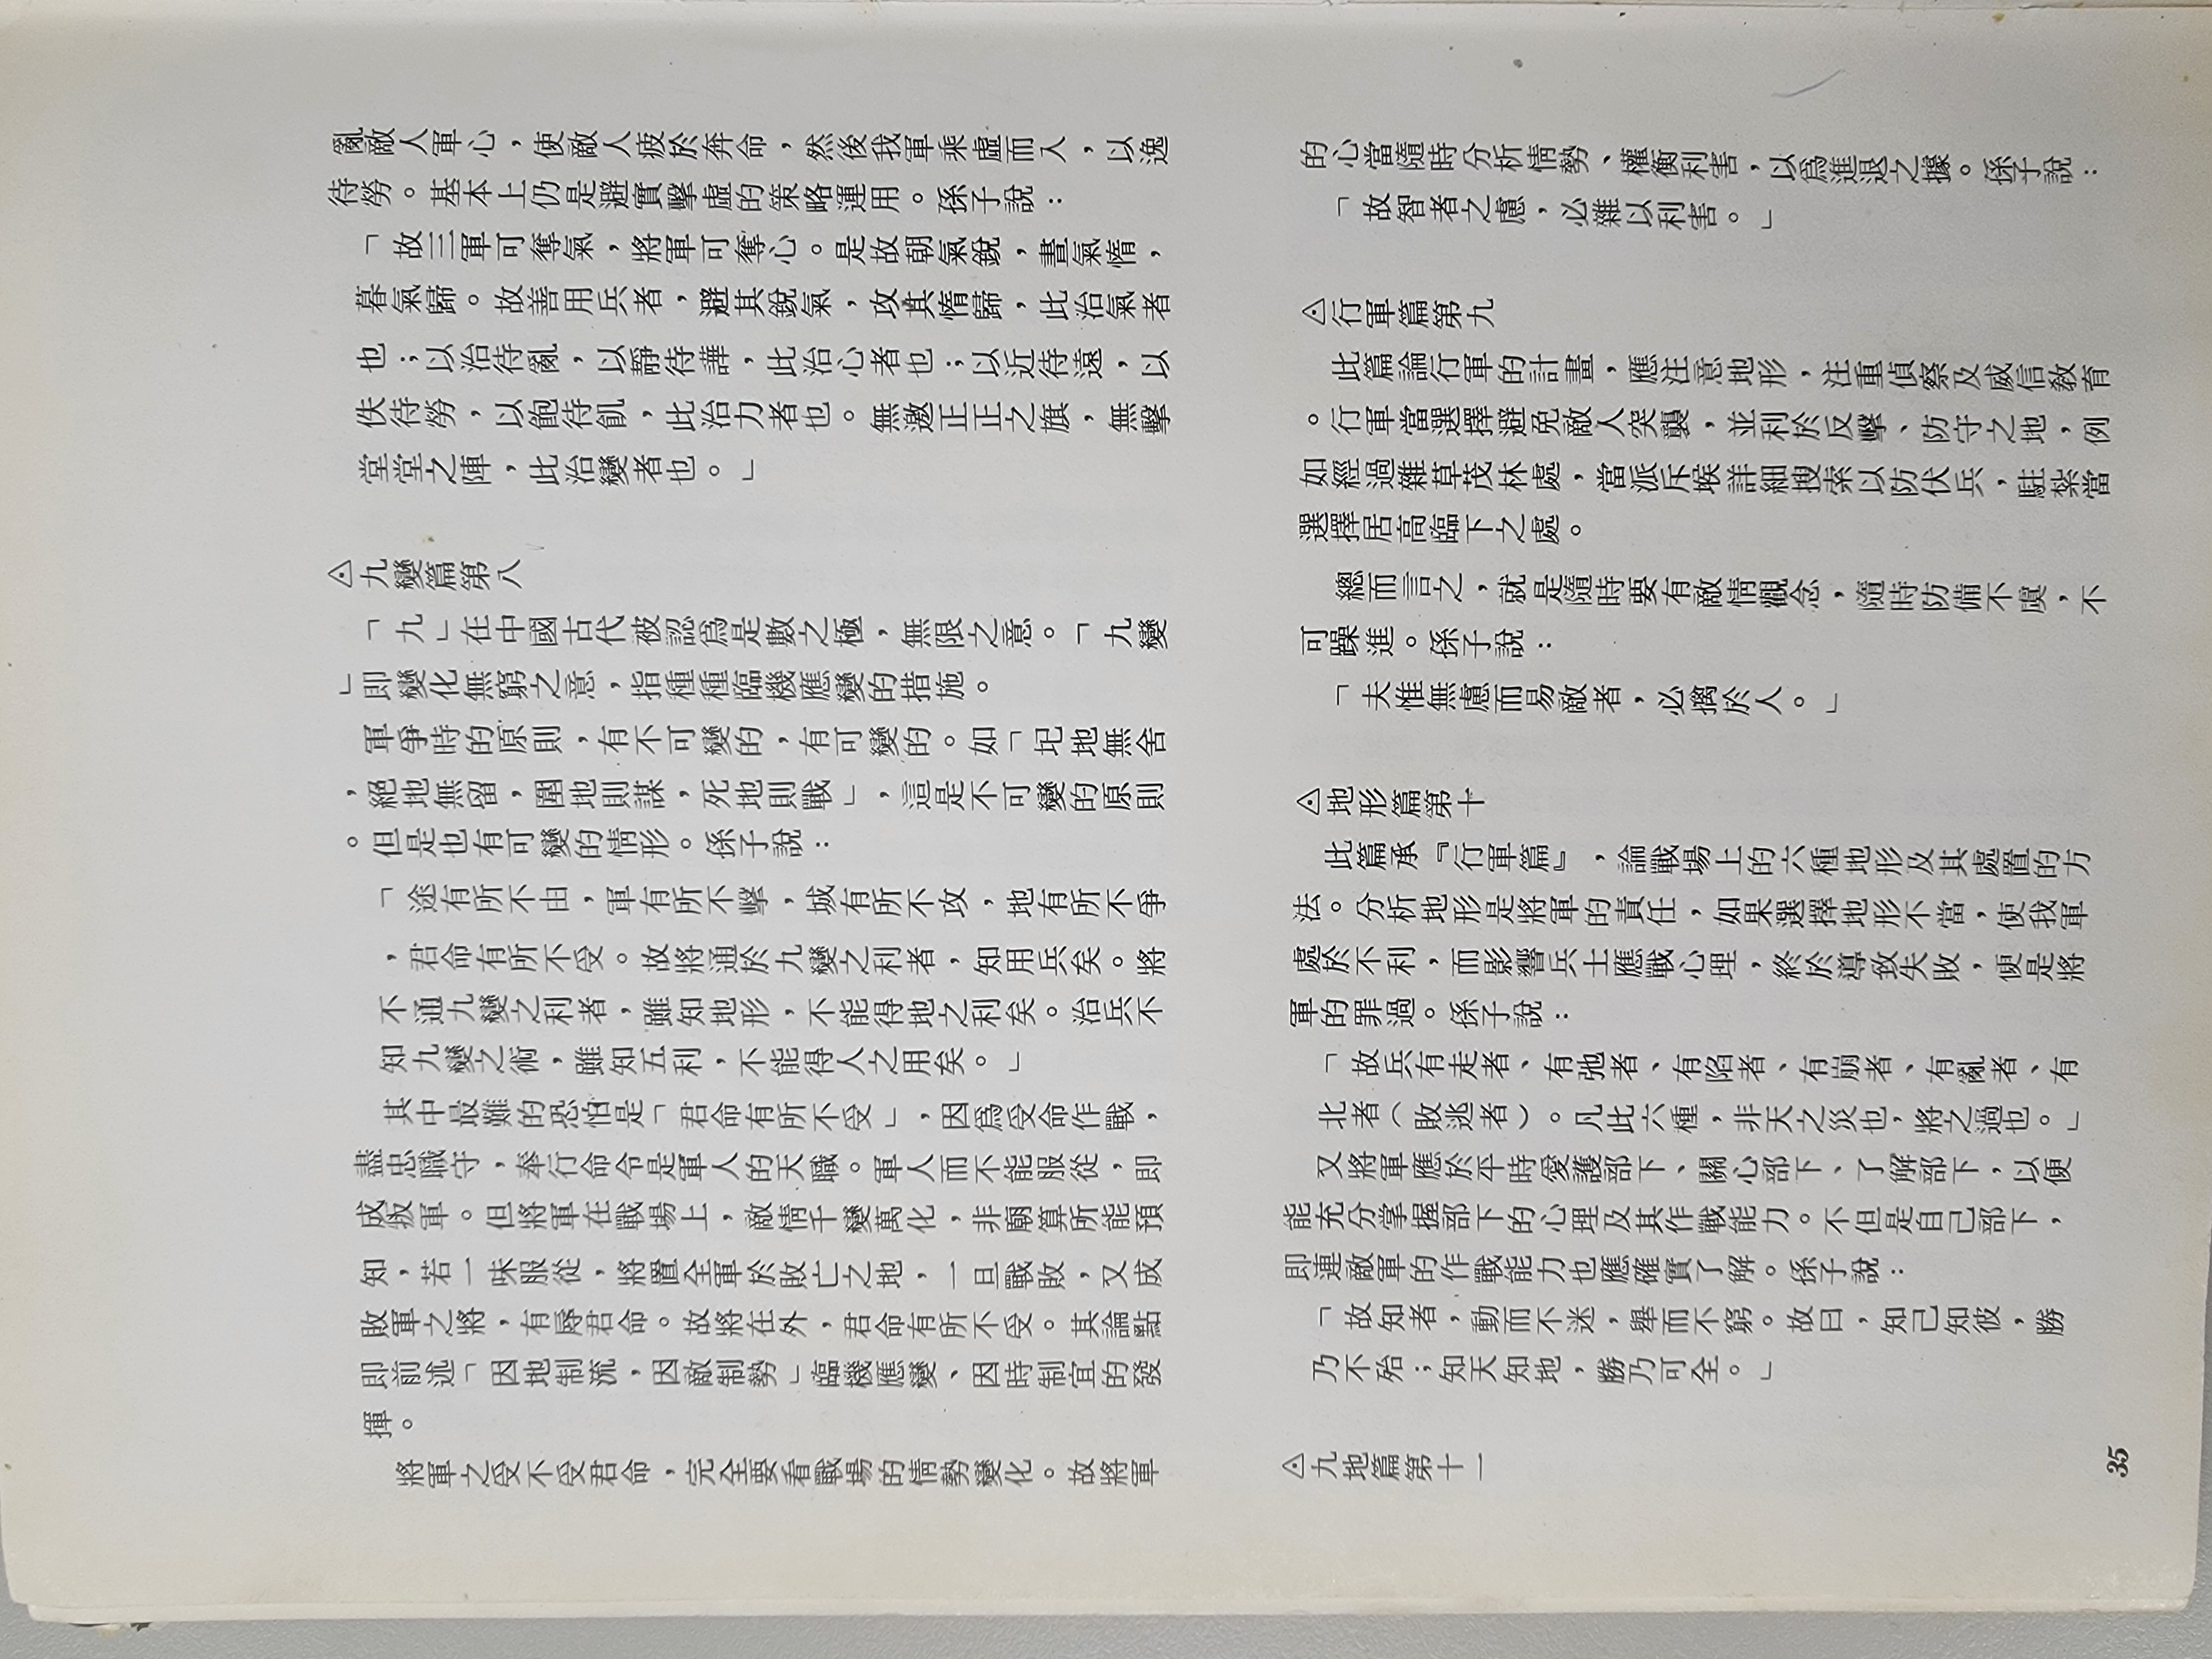 亂敵人軍心，使敵人疲於奔命，然後我軍乘虛而入，以逸
待勞。基本上仍是避實擊虛的策略運用。孫子說：
「故三軍可奪氣，將軍可奪心。是故朝氣銳，晝氣惰，
暮氣歸。故善用兵者，避其銳氣，攻其惰歸，此治氣者
也；以治待亂，以靜待譁，此治心者也；以近待遠，以
佚待勞，以飽待飢，此治力者也。無邀正正之旗，無擊
堂堂之陣，此治變者也。」
◬九變篇第八
「九」在中國古代被認爲是數之極，無限之意。「九變
」即變化無窮之意，指種種臨機應變的措施。
軍爭時的原則，有不可變的，有可變的。如「圮地無舍
，絕地無留，圍地則謀，死地則戰」，這是不可變的原則
。但是也有可變的情形。孫子說：
「途有所不由，軍有所不擊，城有所不攻，地有所不爭
，君命有所不受。故將通於九變之利者，知用兵矣。將
不通九變之利者，雖知地形，不能得地之利矣。治兵不
知九變之術，雖知五利，不能得人之用矣。」
其中最難的恐怕是「君命有所不受」，因爲受命作戰，
盡忠職守，奉行命令是軍人的天職。軍人而不能服從，即
成叛軍。但將軍在戰場上，敵情千變萬化，非廟算所能預
知，若一味服從，將置全軍於敗亡之地，一旦戰敗，又成
敗軍之將，有辱君命。故將在外，君命有所不受。其論點
即前述「因地制流，因敵制勢」臨機應變、因時制宜的發
揮。
將軍之受不受君命，完全要看戰場的情勢變化。故將軍
的心當隨時分析情勢、權衡利害，以爲進退之據。孫子說：
「故智者之慮，必雜以利害。」
◬行軍篇第九
此篇論行軍的計畫，應注意地形，注重偵察及威信敎育
。行軍當選擇避免敵人突襲，並利於反擊、防守之地，例
如經過雜草茂林處，當派斥堠詳細搜索以防伏兵，駐紮當
選擇居高臨下之處。
總而言之，就是隨時要有敵情觀念，隨時防備不虞，不
可躁進。孫子說：
「夫惟無慮而易敵者，必擒於人。」
◬地形篇第十
此篇承『行軍篇』，論戰場上的六種地形及其處置的方
法。分析地形是將軍的責任，如果選擇地形不當，使我軍
處於不利，而影響兵士應戰心理，終於導致失敗，便是將
軍的罪過。孫子說：
「故兵有走者、有弛者、有陷者、有崩者、有亂者、有
北者（敗逃者）。凡此六種，非天之災也，將之過也。」
又將軍應於平時愛護部下、關心部下、了解部下，以便
能充分掌握部下的心理及其作戰能力。不但是自己部下，
即連敵軍的作戰能力也應確實了解。孫子說：
「故知者，動而不迷，舉而不窮。故曰，知己知彼，勝
乃不殆；知天知地，勝乃可全。」
◬九地篇第十一
35